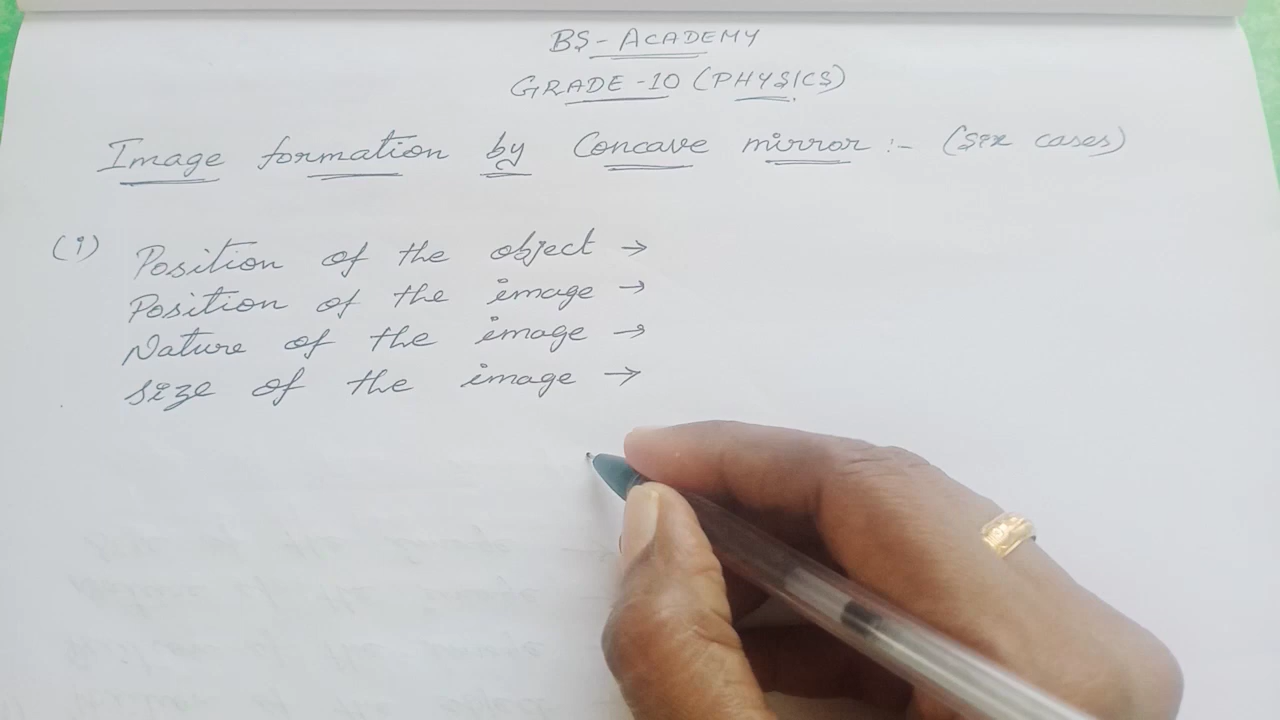 BS-ACADEMY
GRADE-10 (PHYSICS)
Image formation by Concave mirror :- (Six cases)
(i) Position of the object →
Position of the image →
Nature of the image →
Size of the image →